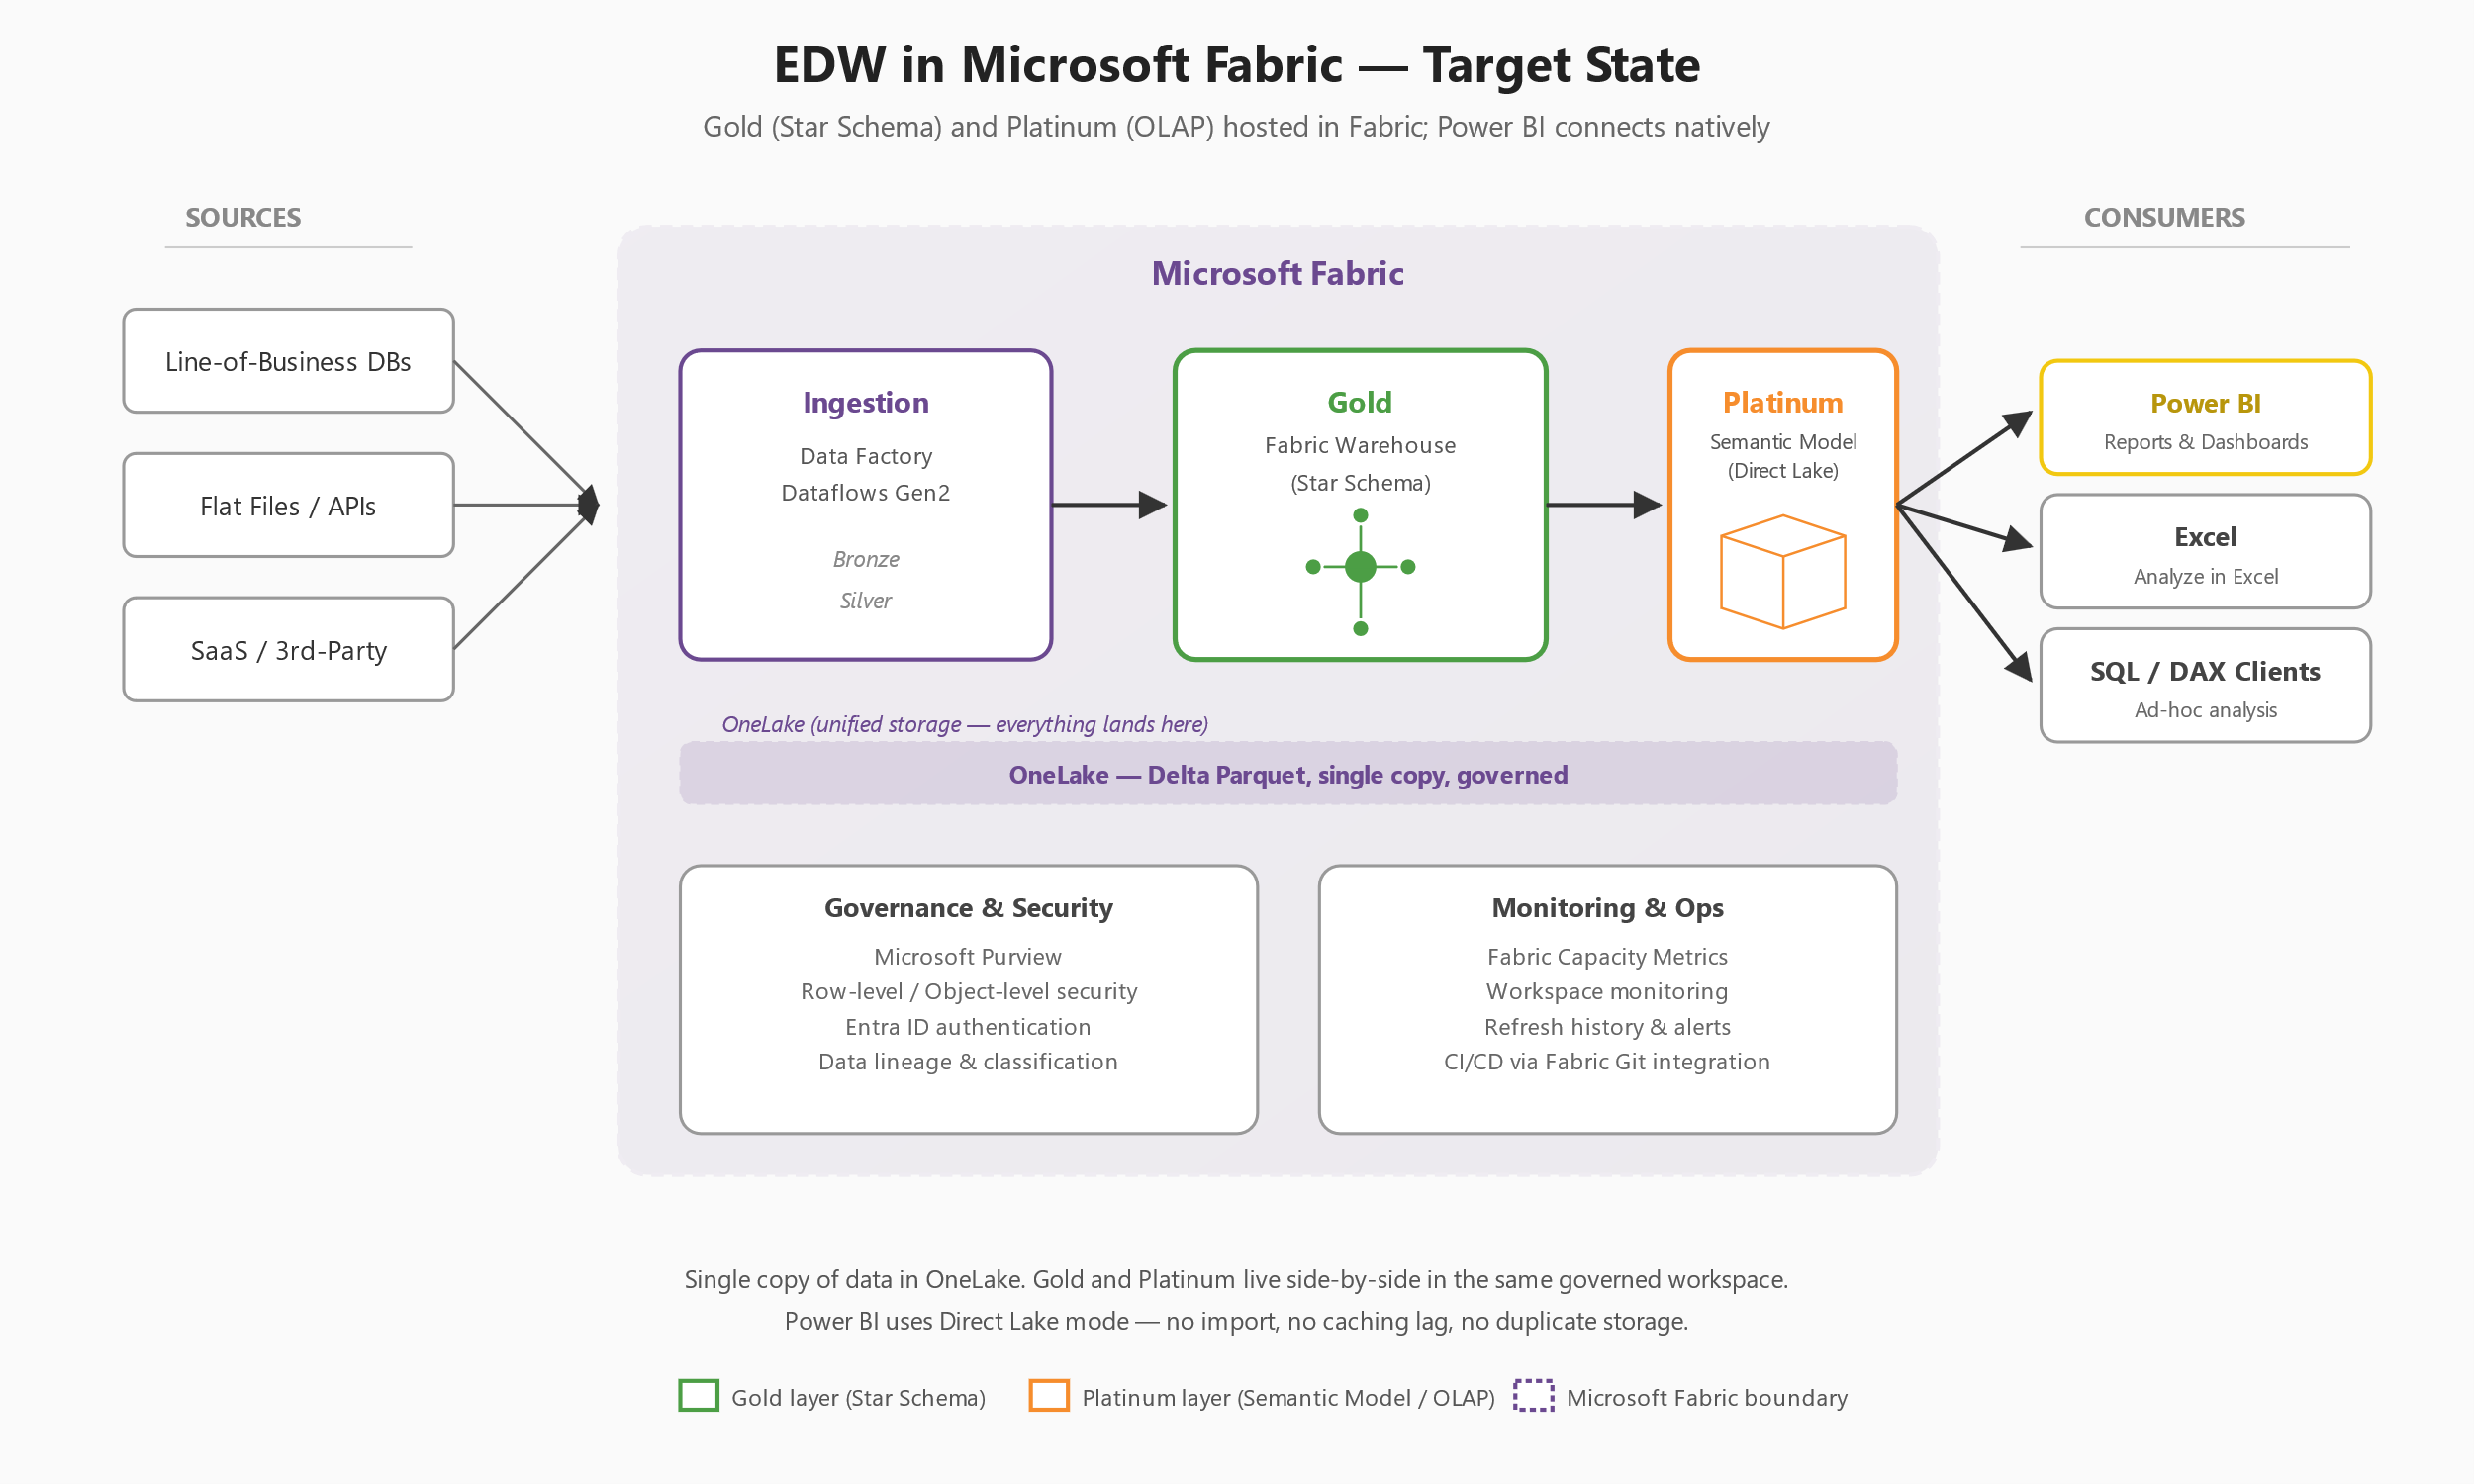 EDW in Microsoft Fabric — Target State
Gold (Star Schema) and Platinum (OLAP) hosted in Fabric; Power BI connects natively
SOURCES
Line-of-Business DBs
Flat Files / APIs
SaaS / 3rd-Party
Microsoft Fabric
Ingestion
Data Factory
Dataflows Gen2
Bronze
Silver
Gold
Fabric Warehouse
(Star Schema)
Platinum
Semantic Model
(Direct Lake)
OneLake (unified storage — everything lands here)
OneLake — Delta Parquet, single copy, governed
Governance & Security
Microsoft Purview
Row-level / Object-level security
Entra ID authentication
Data lineage & classification
Monitoring & Ops
Fabric Capacity Metrics
Workspace monitoring
Refresh history & alerts
CI/CD via Fabric Git integration
CONSUMERS
Power BI
Reports & Dashboards
Excel
Analyze in Excel
SQL / DAX Clients
Ad-hoc analysis
Single copy of data in OneLake. Gold and Platinum live side-by-side in the same governed workspace.
Power BI uses Direct Lake mode — no import, no caching lag, no duplicate storage.
Gold layer (Star Schema)
Platinum layer (Semantic Model / OLAP)
Microsoft Fabric boundary